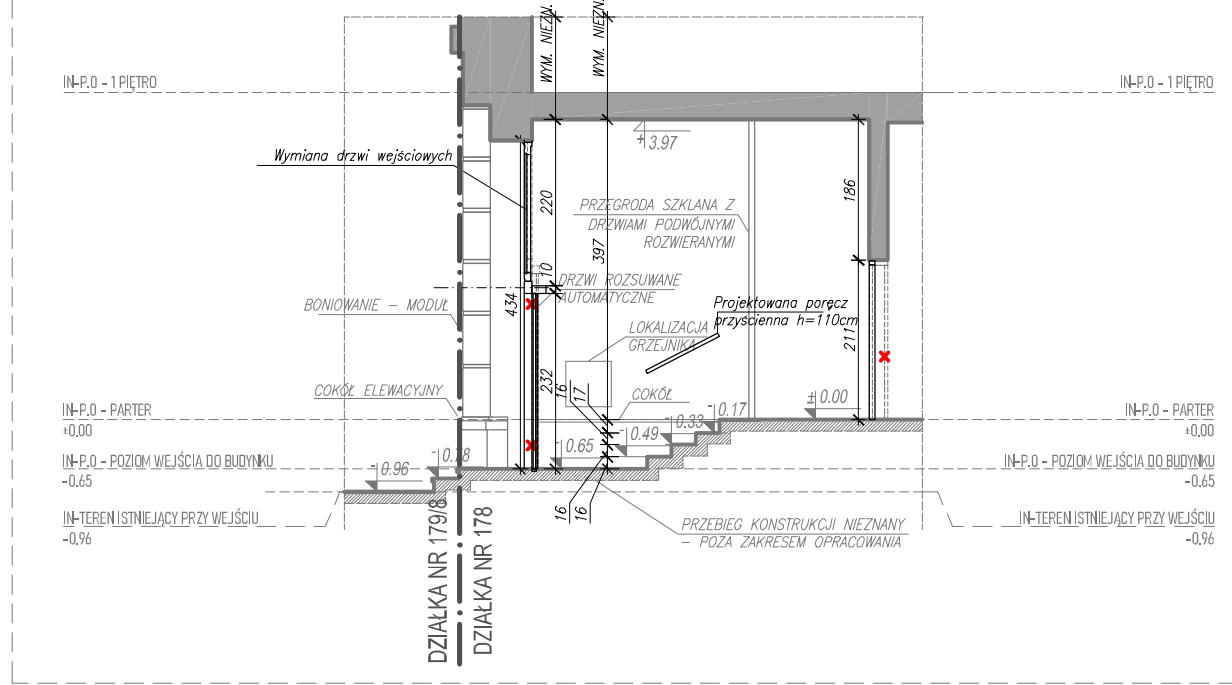 WYM. NIEZN.
WYM. NIEZN.
IN-P.0 - 1 PIĘTRO
IN-P.0 - 1 PIĘTRO
+3.97
Wymiana drzwi wejściowych
220
186
PRZEGRODA SZKLANA Z
DRZWIAMI PODWÓJNYMI
ROZWIERANYMI
397
10
DRZWI ROZSUWANE
AUTOMATYCZNE
434
BONIOWANIE - MODUŁ
Projektowana poręcz
przyścienna h=110cm
LOKALIZACJA
GRZEJNIKA
211
232
16
17
COKÓŁ ELEWACYJNY
COKÓŁ
± 0.00
IN-P.0 - PARTER
±0,00
IN-P.0 - PARTER
±0,00
- 0.17
- 0.33
- 0.49
- 0.65
- 0.78
- 0.96
IN-P.0 - POZIOM WEJŚCIA DO BUDYNKU
-0,65
IN-P.0 - POZIOM WEJŚCIA DO BUDYNKU
-0,65
16
16
IN-TEREN ISTNIEJĄCY PRZY WEJŚCIU
-0,96
IN-TEREN ISTNIEJĄCY PRZY WEJŚCIU
-0,96
PRZEBIEG KONSTRUKCJI NIEZNANY
- POZA ZAKRESEM OPRACOWANIA
DZIAŁKA NR 179/8
DZIAŁKA NR 178